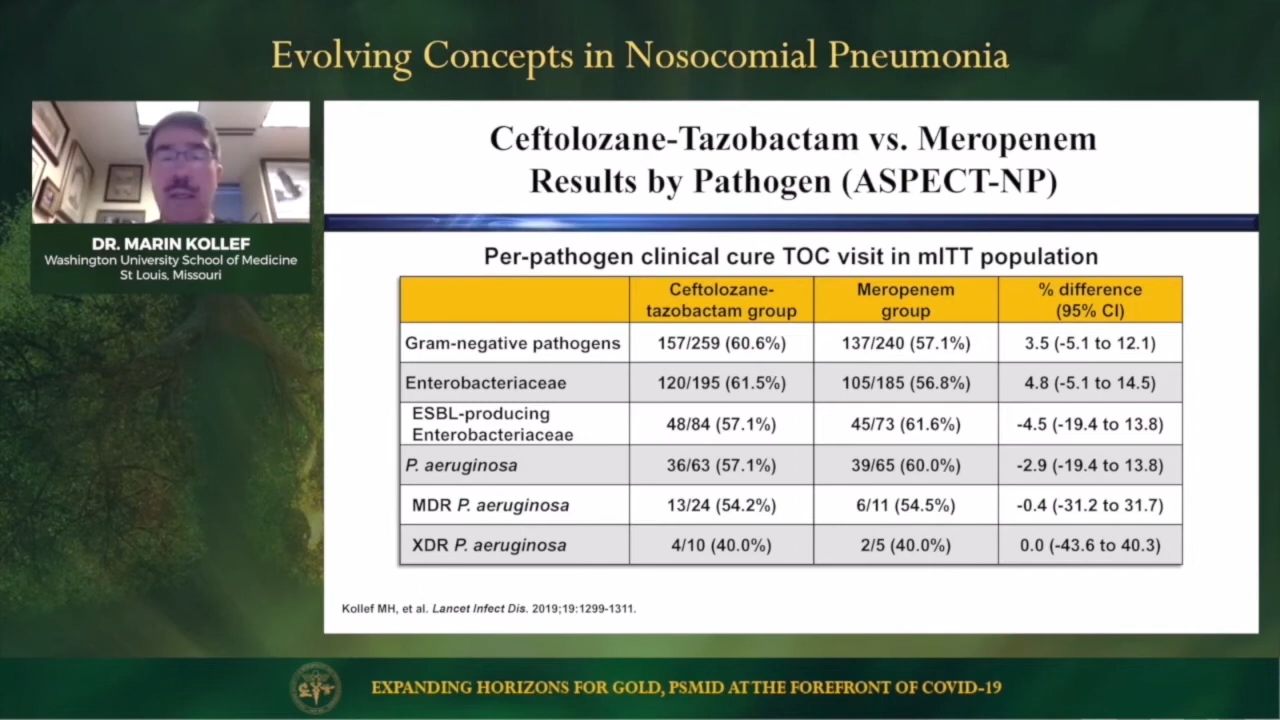 Evolving Concepts in Nosocomial Pneumonia
DR. MARIN KOLLEF
Washington University School of Medicine
St Louis, Missouri
Ceftolozane-Tazobactam vs. Meropenem
Results by Pathogen (ASPECT-NP)
Per-pathogen clinical cure TOC visit in mITT population
Ceftolozane-tazobactam group Meropenem group % difference (95% CI)
Gram-negative pathogens 157/259 (60.6%) 137/240 (57.1%) 3.5 (-5.1 to 12.1)
Enterobacteriaceae 120/195 (61.5%) 105/185 (56.8%) 4.8 (-5.1 to 14.5)
ESBL-producing Enterobacteriaceae 48/84 (57.1%) 45/73 (61.6%) -4.5 (-19.4 to 13.8)
P. aeruginosa 36/63 (57.1%) 39/65 (60.0%) -2.9 (-19.4 to 13.8)
MDR P. aeruginosa 13/24 (54.2%) 6/11 (54.5%) -0.4 (-31.2 to 31.7)
XDR P. aeruginosa 4/10 (40.0%) 2/5 (40.0%) 0.0 (-43.6 to 40.3)
Kollef MH, et al. Lancet Infect Dis. 2019;19:1299-1311.
EXPANDING HORIZONS FOR GOLD, PSMID AT THE FOREFRONT OF COVID-19